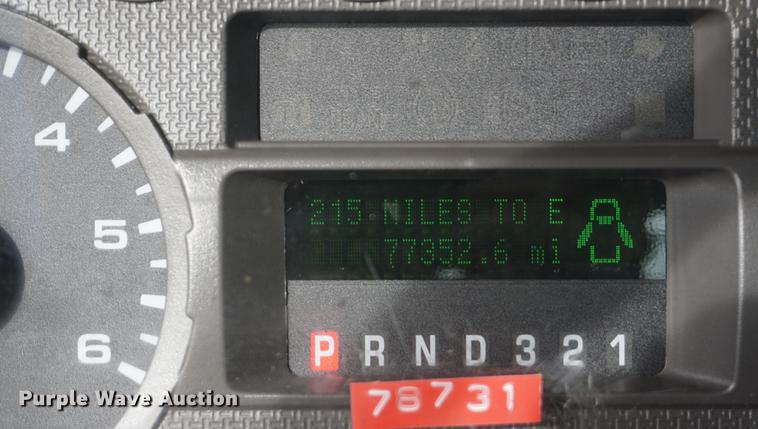 4
5
6
215 MILES TO E
77352.6 mi
P R N D 3 2 1
78731
Purple Wave Auction